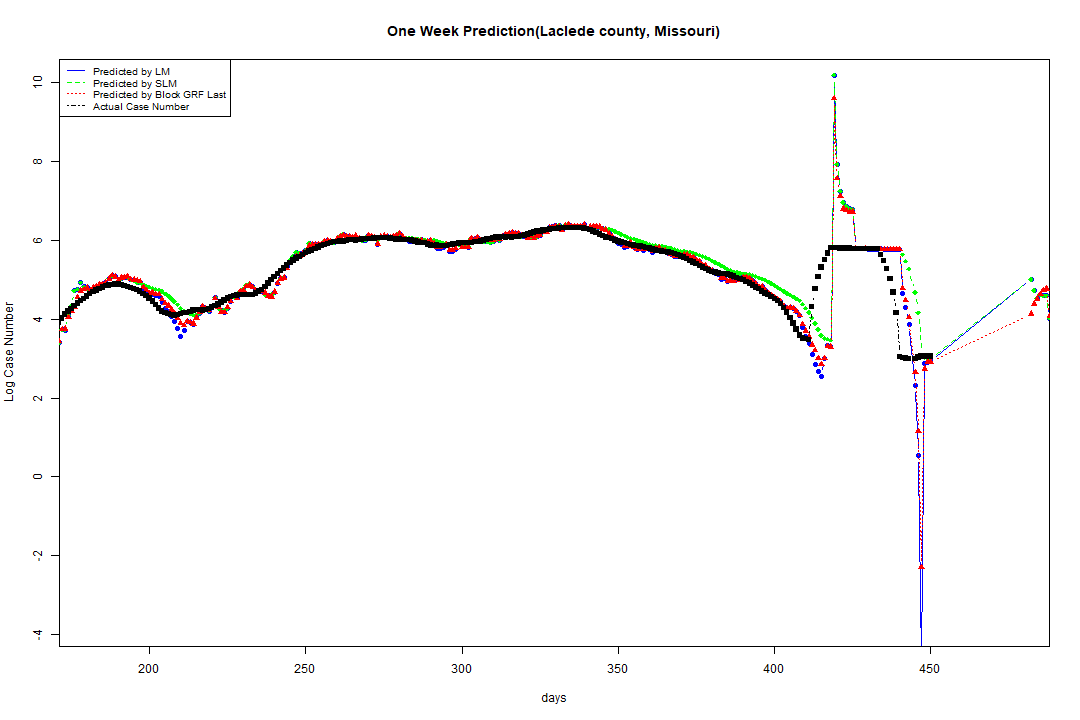 One Week Prediction(Laclede county, Missouri)
Predicted by LM
Predicted by SLM
Predicted by Block GRF Last
Actual Case Number
10
8
6
4
2
0
-2
-4
Log Case Number
200
250
300
350
400
450
days